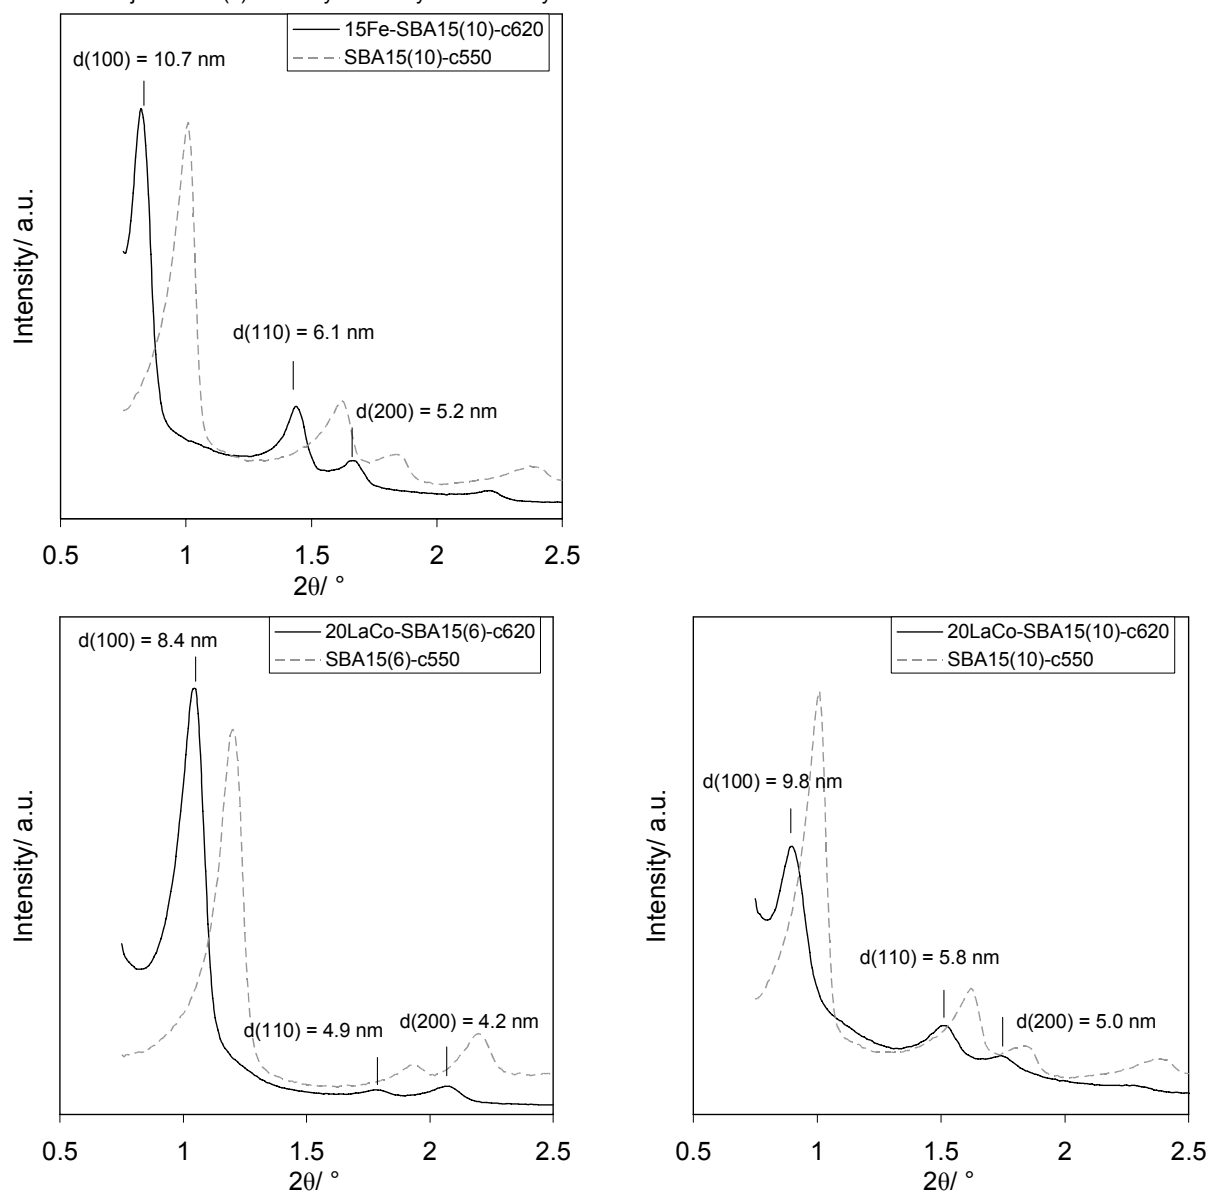 15Fe-SBA15(10)-c620
SBA15(10)-c550
d(100) = 10.7 nm
d(110) = 6.1 nm
d(200) = 5.2 nm
Intensity/ a.u.
0.5 1 1.5 2 2.5
2θ/ °
20LaCo-SBA15(6)-c620
SBA15(6)-c550
d(100) = 8.4 nm
d(110) = 4.9 nm
d(200) = 4.2 nm
Intensity/ a.u.
0.5 1 1.5 2 2.5
2θ/ °
20LaCo-SBA15(10)-c620
SBA15(10)-c550
d(100) = 9.8 nm
d(110) = 5.8 nm
d(200) = 5.0 nm
Intensity/ a.u.
0.5 1 1.5 2 2.5
2θ/ °